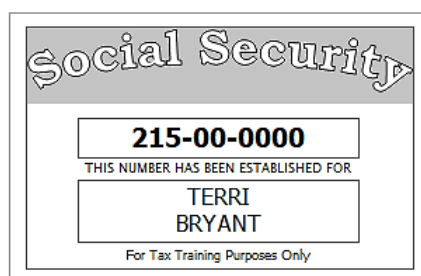 Social Security
215-00-0000
THIS NUMBER HAS BEEN ESTABLISHED FOR
TERRI
BRYANT
For Tax Training Purposes Only